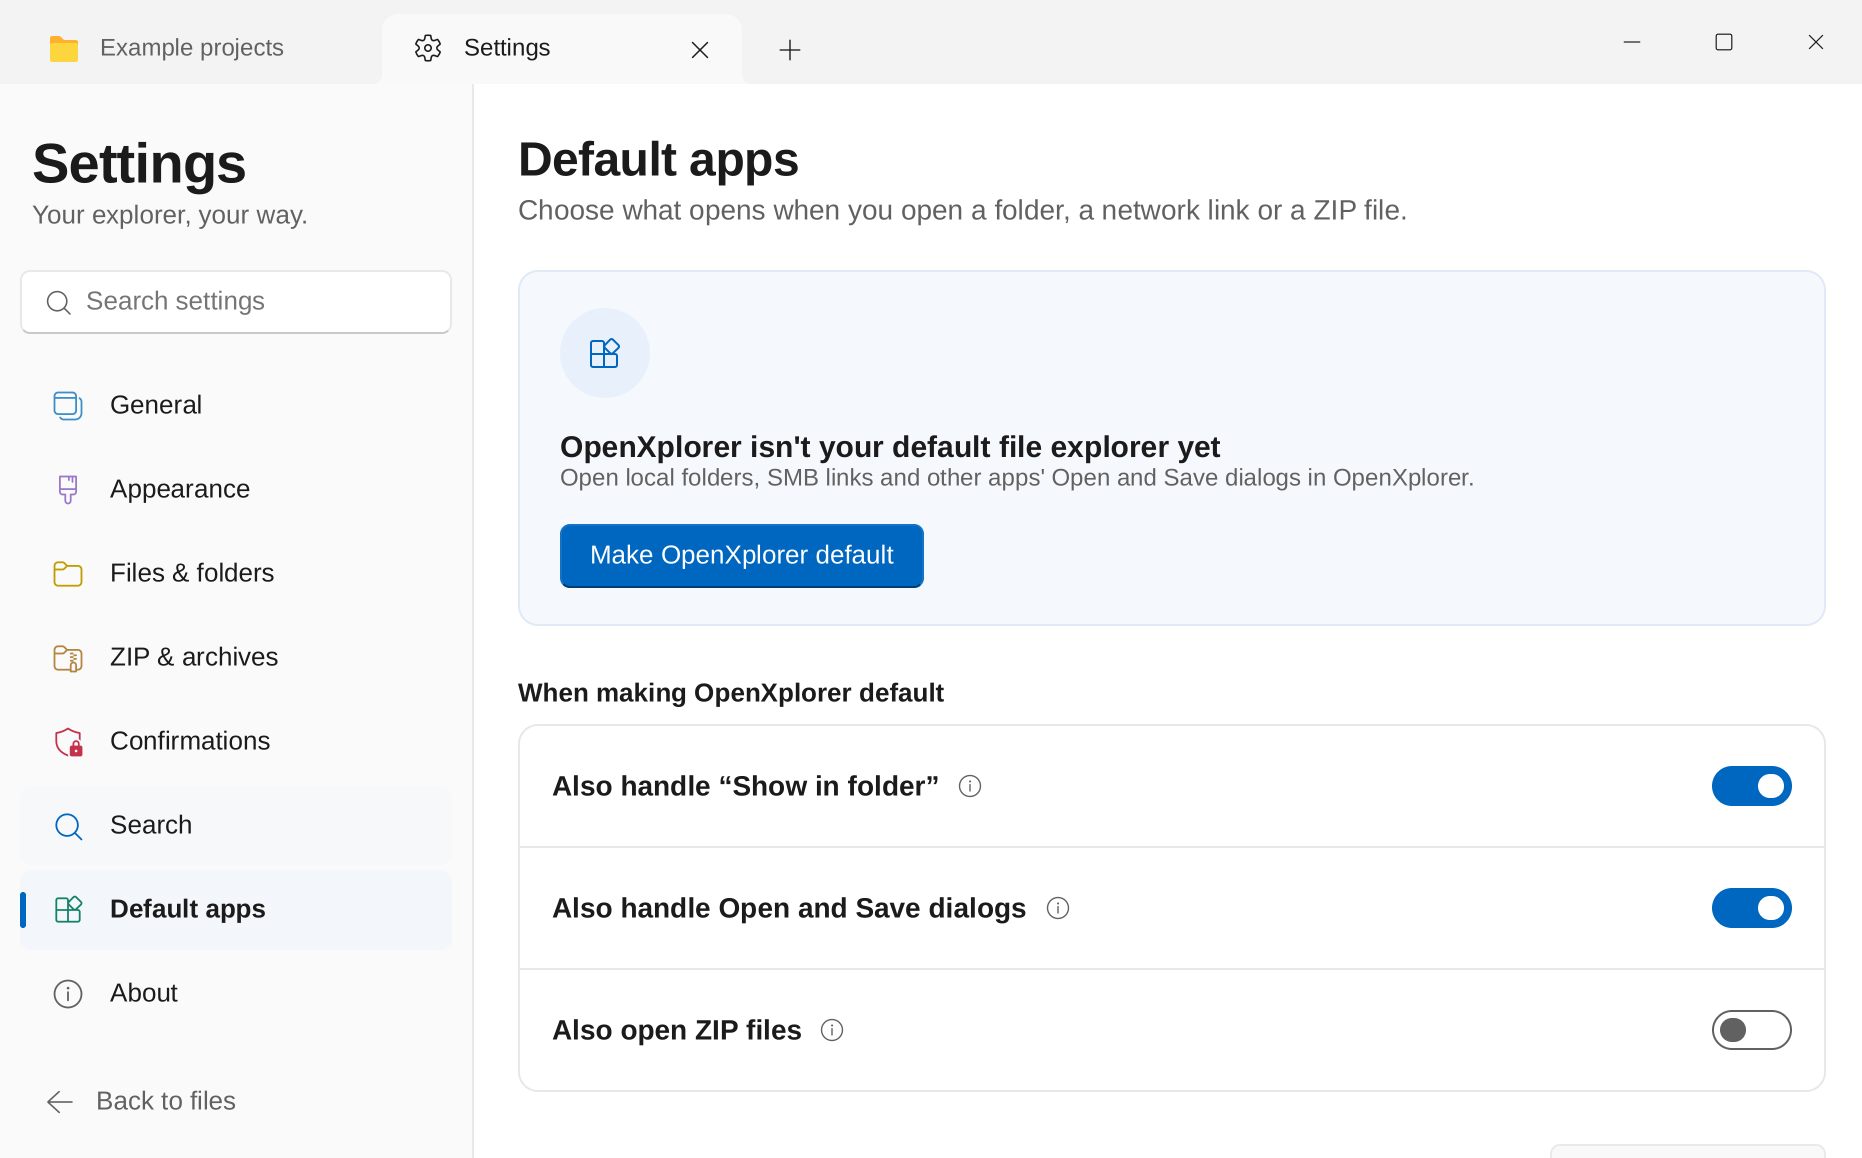 Example projects
Settings
Settings
Your explorer, your way.
Search settings
General
Appearance
Files & folders
ZIP & archives
Confirmations
Search
Default apps
About
Back to files
Default apps
Choose what opens when you open a folder, a network link or a ZIP file.
OpenXplorer isn't your default file explorer yet
Open local folders, SMB links and other apps' Open and Save dialogs in OpenXplorer.
Make OpenXplorer default
When making OpenXplorer default
Also handle “Show in folder”
Also handle Open and Save dialogs
Also open ZIP files